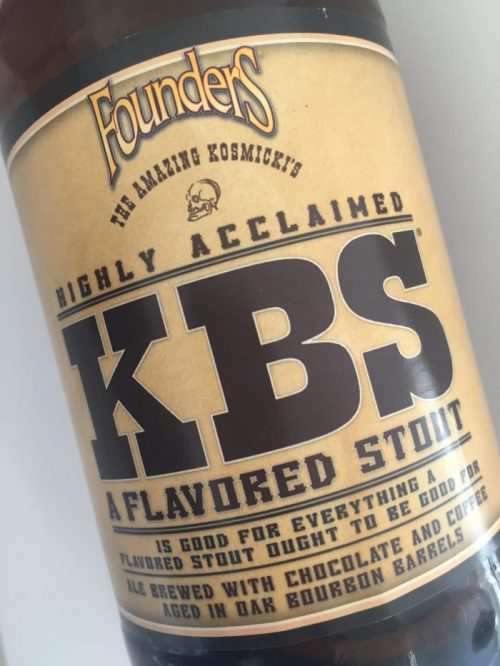 FOUNDERS
THE AMAZING KOSMICKI'S
HIGHLY ACCLAIMED
KBS®
A FLAVORED STOUT
IS GOOD FOR EVERYTHING A
FLAVORED STOUT OUGHT TO BE GOOD FOR
ALE BREWED WITH CHOCOLATE AND COFFEE
AGED IN OAK BOURBON BARRELS